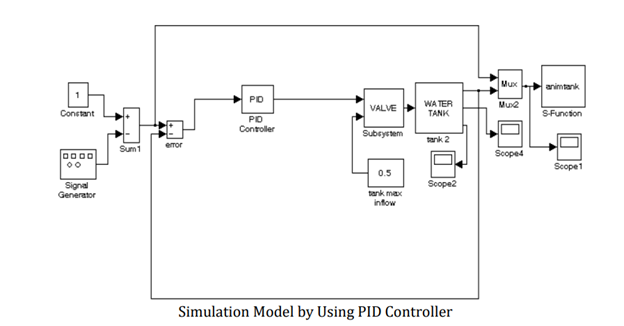 1
Constant
Signal
Generator
+
−
Sum1
+
−
error
PID
PID
Controller
VALVE
Subsystem
0.5
tank max
inflow
WATER
TANK
tank 2
Scope2
Mux
Mux2
Scope4
animtank
S-Function
Scope1
Simulation Model by Using PID Controller